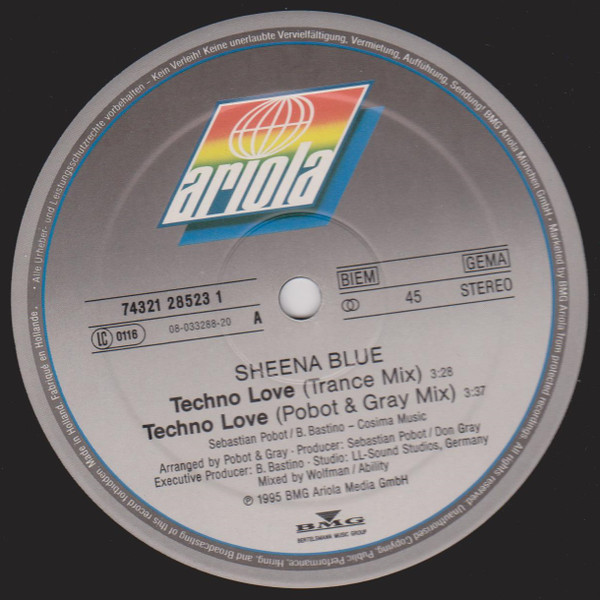 • Alle Urheber- und Leistungsschutzrechte vorbehalten – Kein Verleih! Keine unerlaubte Vervielfältigung, Vermietung, Aufführung, Sendung! BMG Ariola München GmbH • Marketed by BMG Ariola from protected recordings. All rights reserved. Unauthorised Copying, Public Performance, Hiring, and Broadcasting of this record forbidden. Made in Holland. Fabriqué en Hollande •
ariola
74321 28523 1
LC 0116
08-033288-20
A
BIEM
GEMA
45
STEREO
SHEENA BLUE
Techno Love (Trance Mix) 3:28
Techno Love (Pobot & Gray Mix) 3:37
Sebastian Pobot / B. Bastino – Cosima Music
Arranged by Pobot & Gray · Producer: Sebastian Pobot / Don Gray
Executive Producer: B. Bastino · Studio: LL-Sound Studios, Germany
Mixed by Wolfman / Ability
℗ 1995 BMG Ariola Media GmbH
BMG
BERTELSMANN MUSIC GROUP